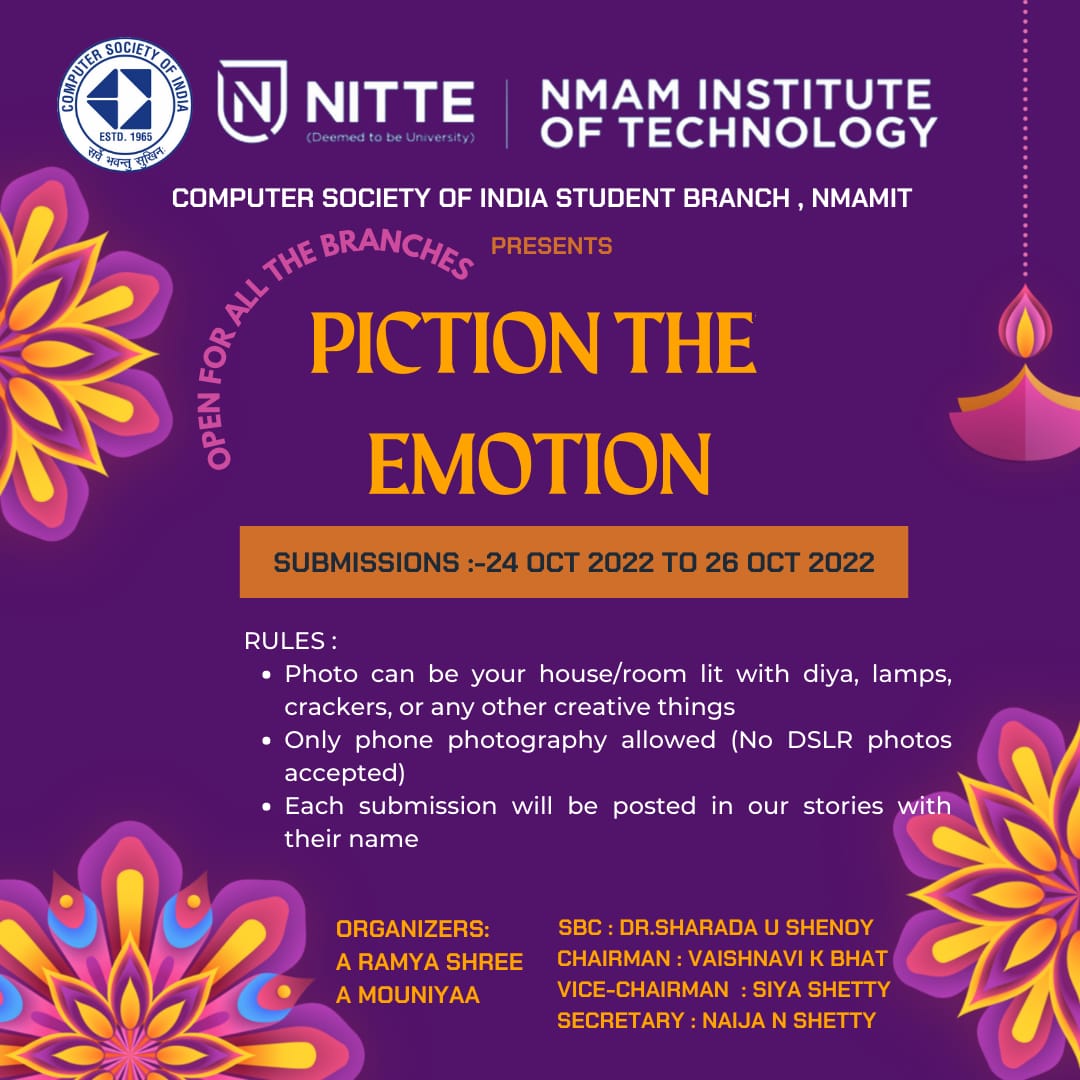 COMPUTER SOCIETY OF INDIA
ESTD. 1965
सर्वे भवन्तु सुखिनः
NITTE
(Deemed to be University)
NMAM INSTITUTE
OF TECHNOLOGY
COMPUTER SOCIETY OF INDIA STUDENT BRANCH , NMAMIT
OPEN FOR ALL THE BRANCHES
PRESENTS
PICTION THE
EMOTION
SUBMISSIONS :-24 OCT 2022 TO 26 OCT 2022
RULES :
• Photo can be your house/room lit with diya, lamps,
crackers, or any other creative things
• Only phone photography allowed (No DSLR photos
accepted)
• Each submission will be posted in our stories with
their name
ORGANIZERS:
A RAMYA SHREE
A MOUNIYAA
SBC : DR.SHARADA U SHENOY
CHAIRMAN : VAISHNAVI K BHAT
VICE-CHAIRMAN : SIYA SHETTY
SECRETARY : NAIJA N SHETTY